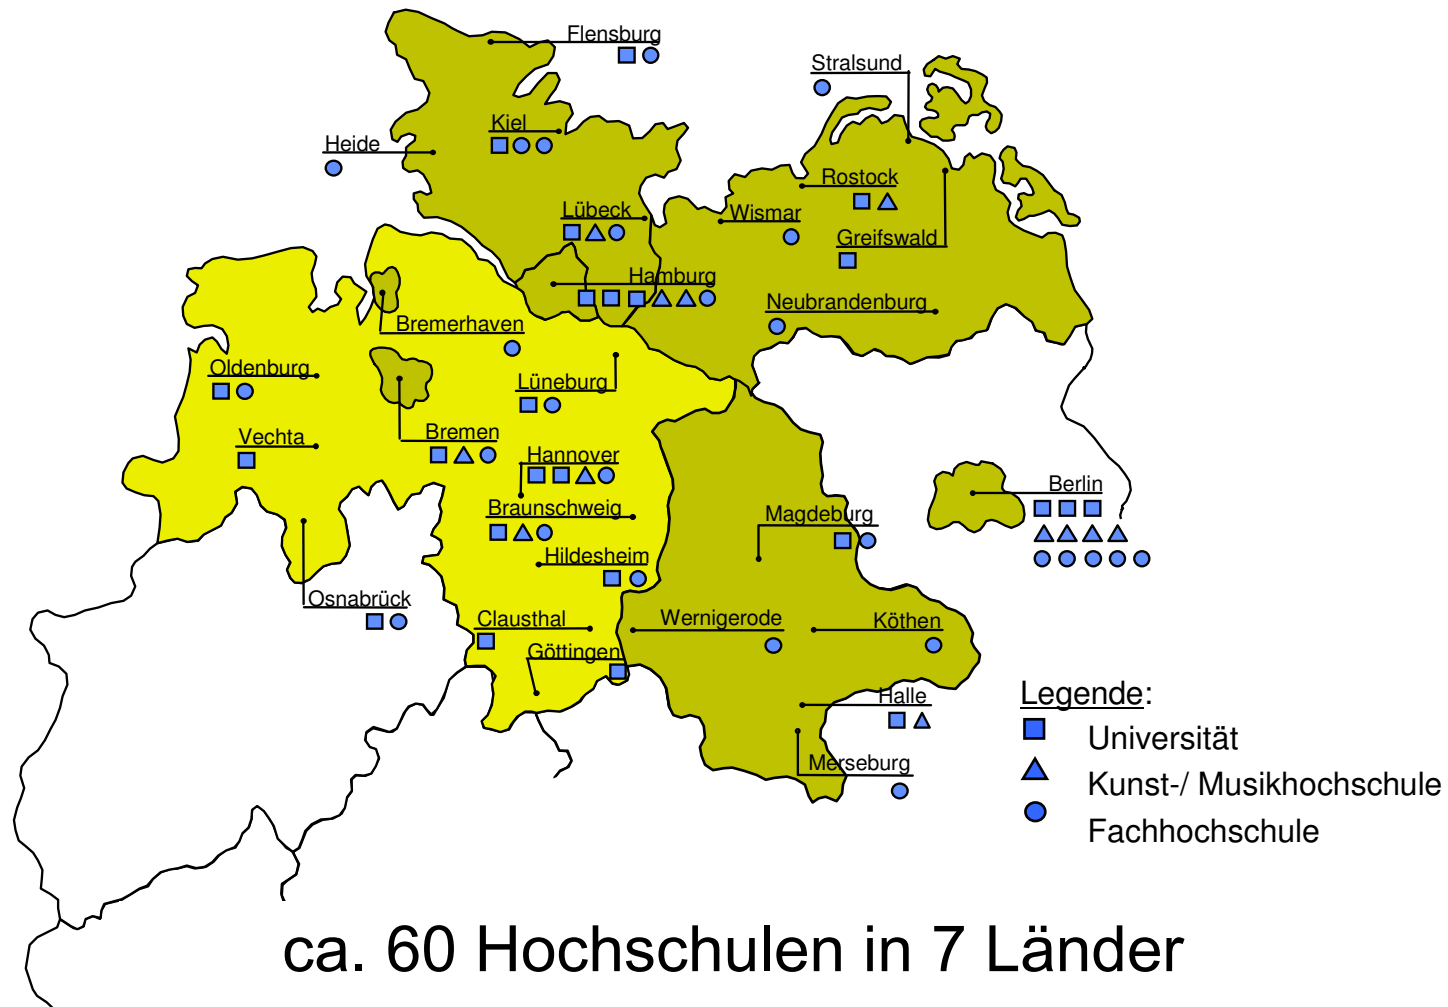 Flensburg
Stralsund
Kiel
Heide
Rostock
Lübeck
Wismar
Greifswald
Hamburg
Neubrandenburg
Bremerhaven
Oldenburg
Lüneburg
Vechta
Bremen
Hannover
Berlin
Braunschweig
Magdeburg
Hildesheim
Osnabrück
Clausthal
Wernigerode
Köthen
Göttingen
Halle
Merseburg
Legende:
Universität
Kunst-/ Musikhochschule
Fachhochschule
ca. 60 Hochschulen in 7 Länder